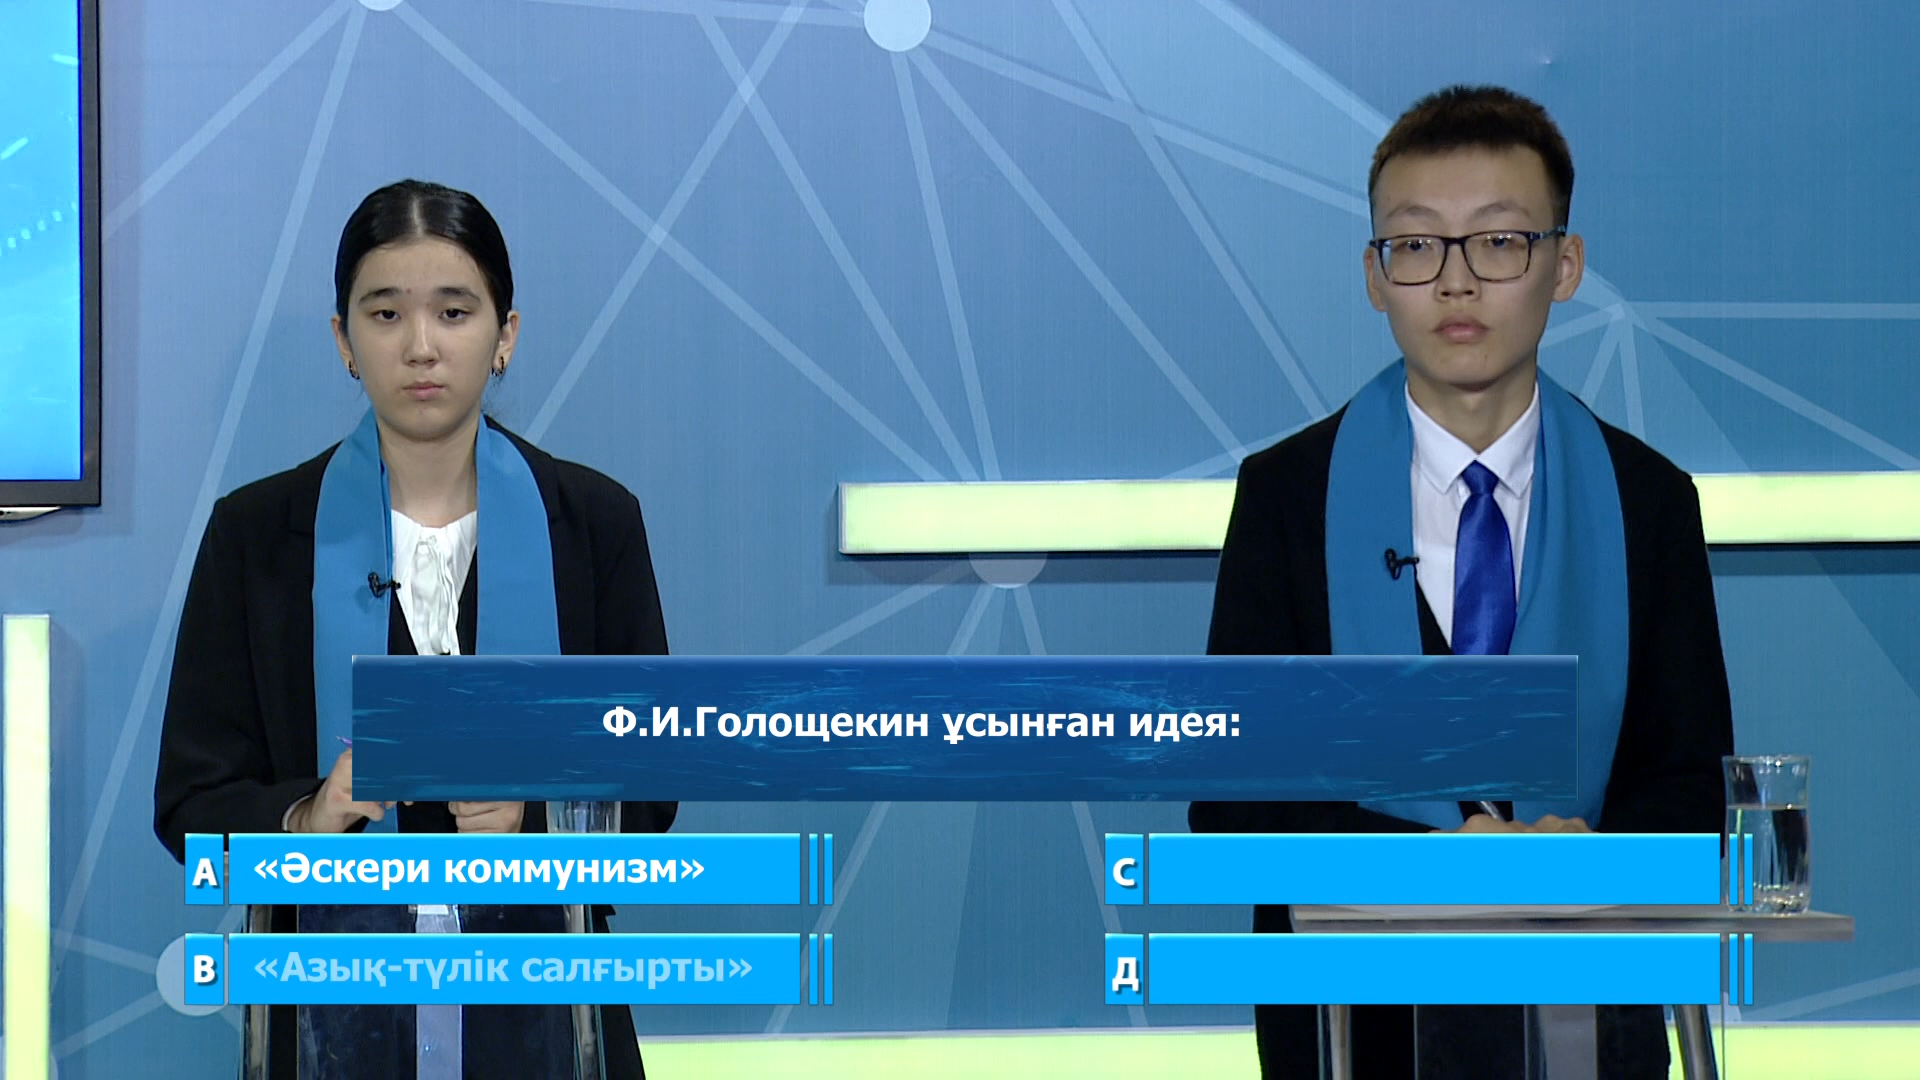 Ф.И.Голощекин ұсынған идея:
А «Әскери коммунизм»
В «Азық-түлік салғырты»
С
Д